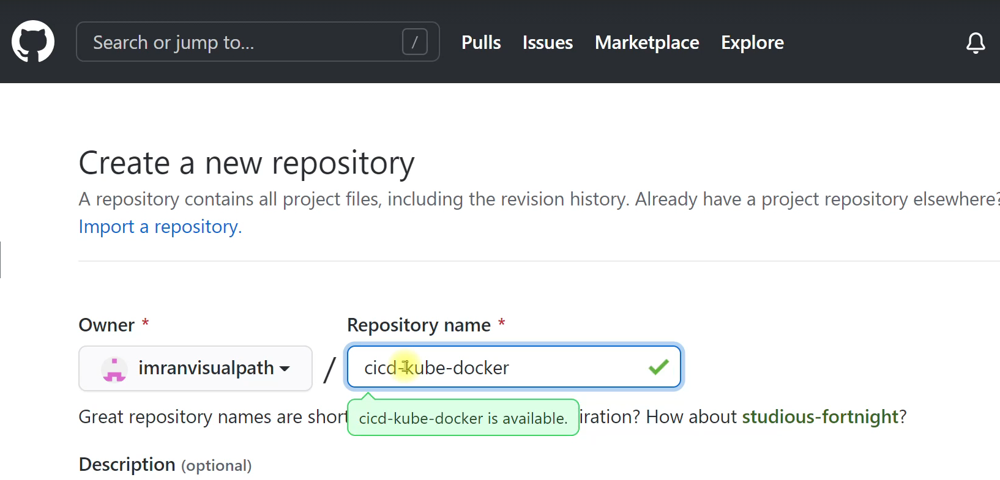 Search or jump to... /
Pulls Issues Marketplace Explore
Create a new repository
A repository contains all project files, including the revision history. Already have a project repository elsewhere?
Import a repository.
Owner * Repository name *
imranvisualpath / cicd-kube-docker
Great repository names are short iration? How about studious-fortnight?
cicd-kube-docker is available.
Description (optional)